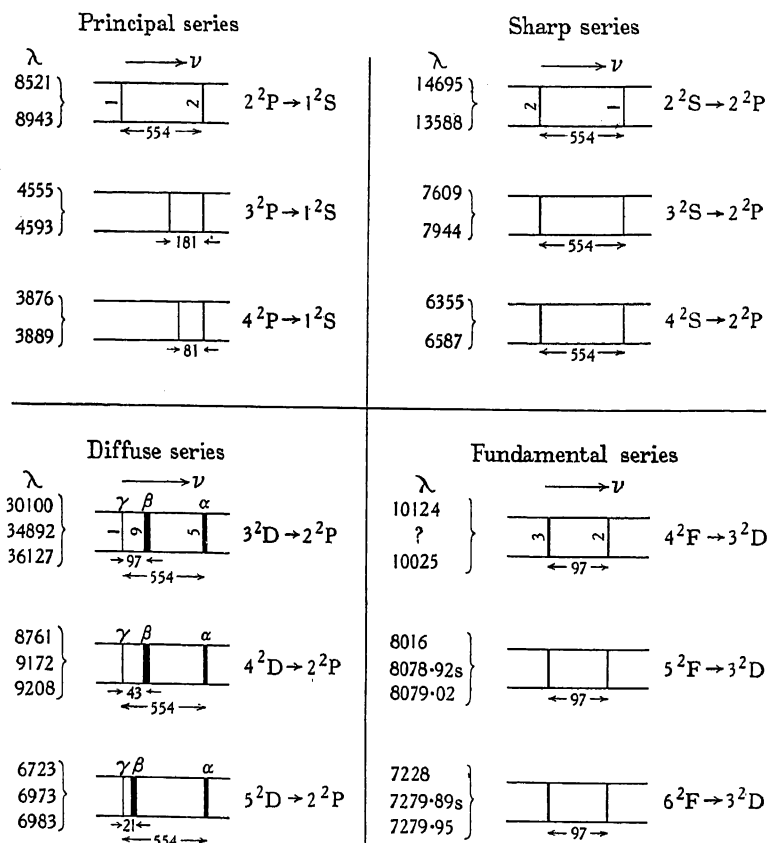 Principal series
λ
→ν
8521
8943
1
2
←554→
2²P→1²S
4555
4593
→181←
3²P→1²S
3876
3889
→81←
4²P→1²S
Sharp series
λ
→ν
14695
13588
2
1
←554→
2²S→2²P
7609
7944
←554→
3²S→2²P
6355
6587
←554→
4²S→2²P
Diffuse series
λ
→ν
30100
34892
36127
γ β α
1
9
5
→97←
←554→
3²D→2²P
8761
9172
9208
γ β α
→43←
←554→
4²D→2²P
6723
6973
6983
γ β α
→21←
←554→
5²D→2²P
Fundamental series
λ
→ν
10124
?
10025
3
2
←97→
4²F→3²D
8016
8078·92s
8079·02
←97→
5²F→3²D
7228
7279·89s
7279·95
←97→
6²F→3²D